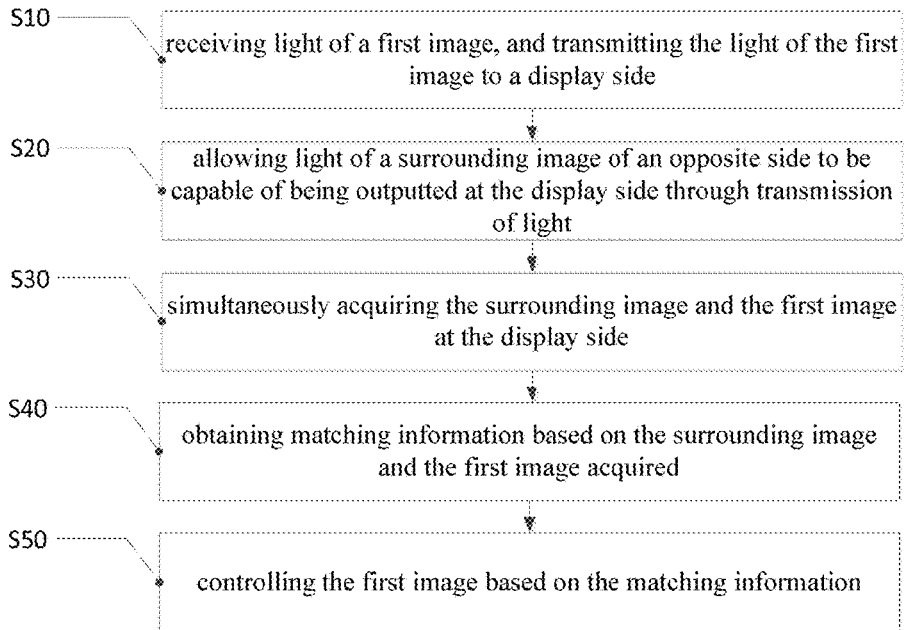 S10
receiving light of a first image, and transmitting the light of the first
image to a display side
S20
allowing light of a surrounding image of an opposite side to be
capable of being outputted at the display side through transmission
of light
S30
simultaneously acquiring the surrounding image and the first image
at the display side
S40
obtaining matching information based on the surrounding image
and the first image acquired
S50
controlling the first image based on the matching information